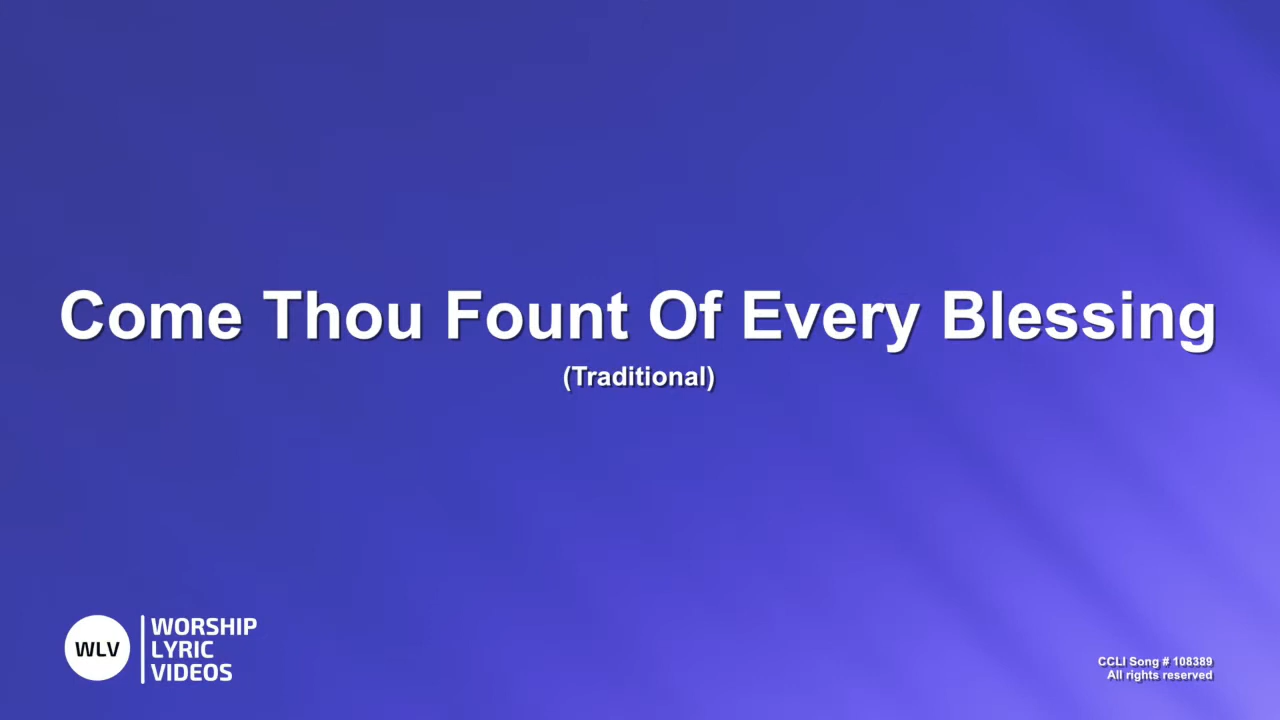 Come Thou Fount Of Every Blessing
(Traditional)
WLV
WORSHIP
LYRIC
VIDEOS
CCLI Song # 108389
All rights reserved